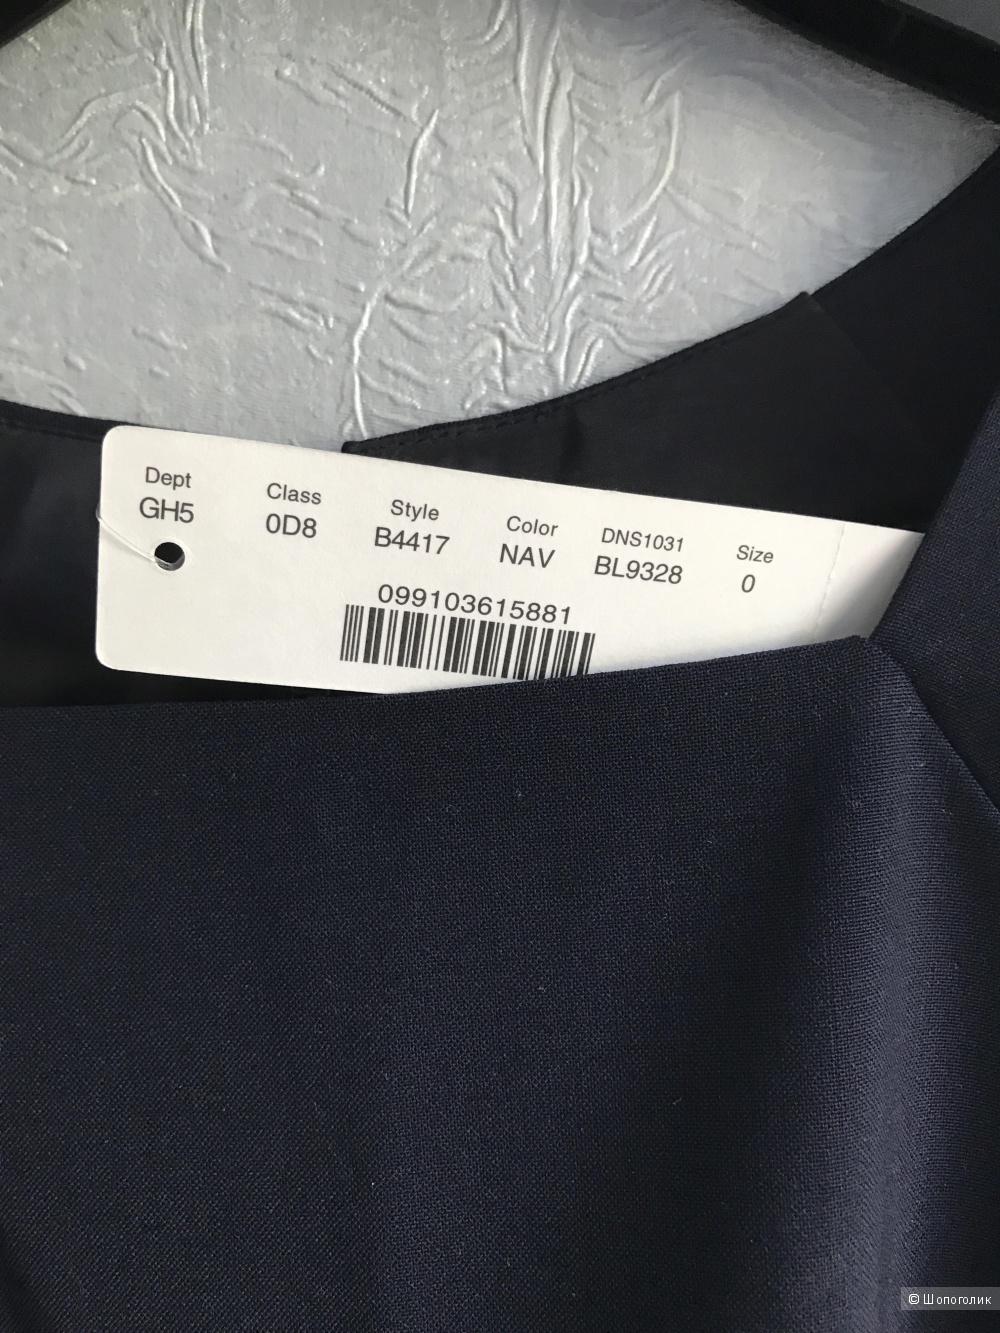 Dept Class Style Color DNS1031 Size
GH5 0D8 B4417 NAV BL9328 0
099103615881
© Шопоголик